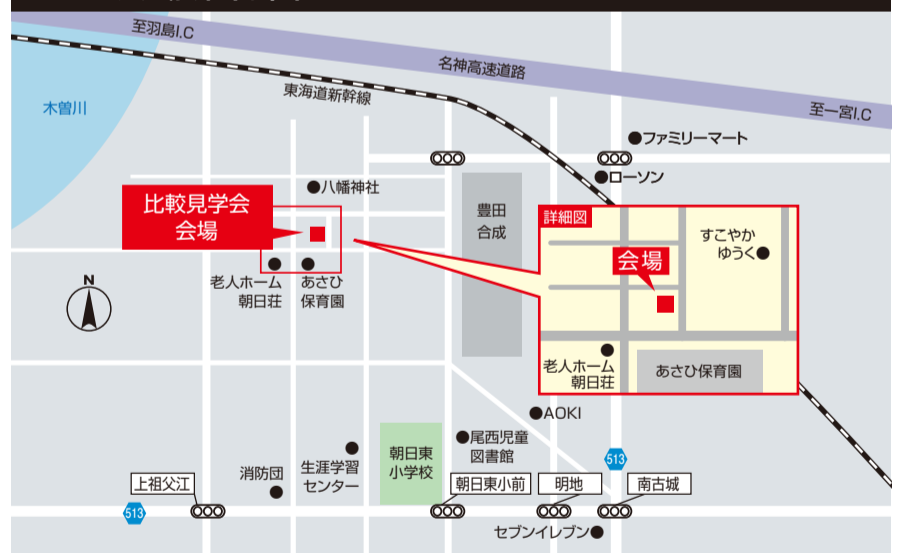 至羽島I.C
名神高速道路
至一宮I.C
東海道新幹線
木曽川
ファミリーマート
ローソン
八幡神社
比較見学会
会場
豊田
合成
詳細図
すこやか
ゆうく
会場
老人ホーム
朝日荘
あさひ保育園
N
老人ホーム
朝日荘
あさひ
保育園
AOKI
尾西児童
図書館
朝日東
小学校
513
消防団
生涯学習
センター
上祖父江
朝日東小前
明地
南古城
513
セブンイレブン